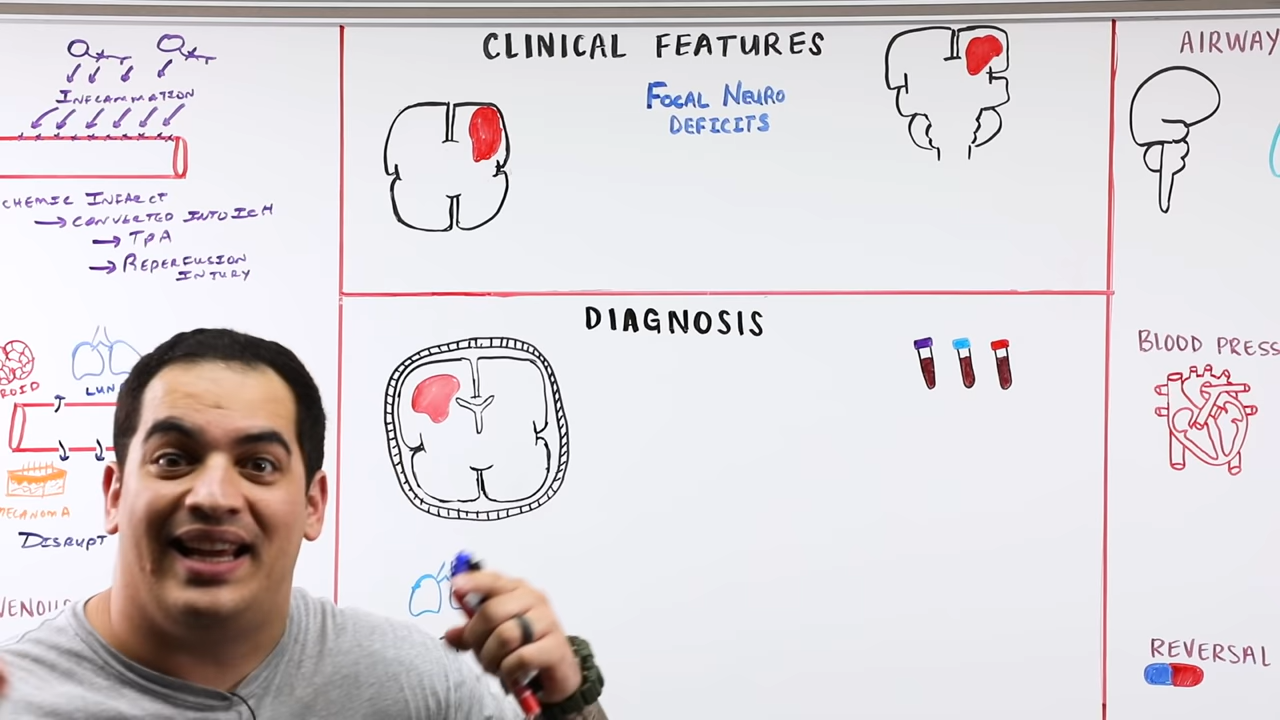 INFLAMMATION
CHEMIC INFARCT
→ CONVERTED INTO ICH
→ TPA
→ REPERFUSION
INJURY
ROID
LUN
MELANOMA
DISRUPT
VENOUS
CLINICAL FEATURES
FOCAL NEURO
DEFICITS
DIAGNOSIS
AIRWAY
BLOOD PRESS
REVERSAL